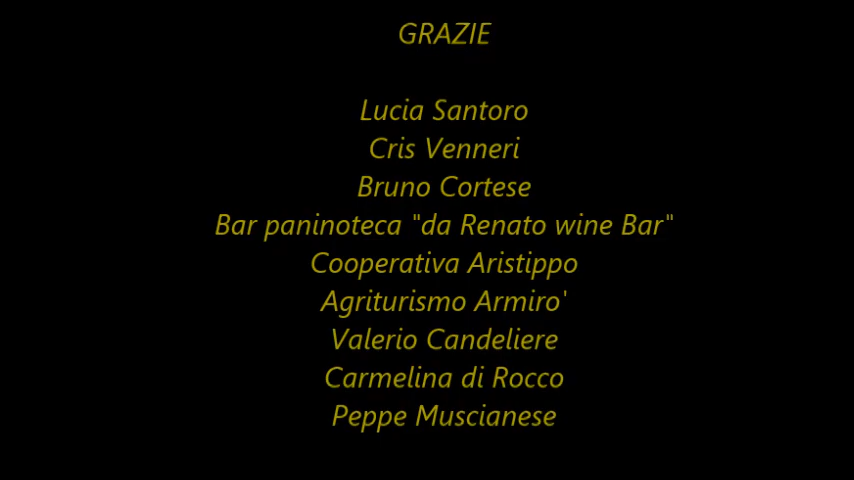 GRAZIE
Lucia Santoro
Cris Venneri
Bruno Cortese
Bar paninoteca "da Renato wine Bar"
Cooperativa Aristippo
Agriturismo Armiro'
Valerio Candeliere
Carmelina di Rocco
Peppe Muscianese